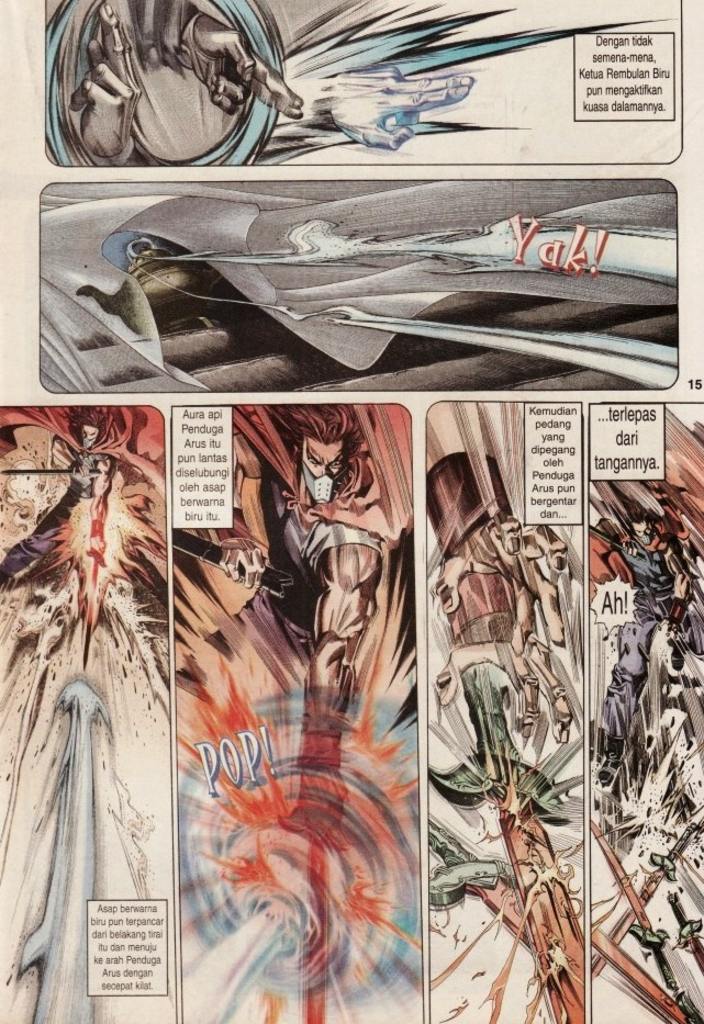 Dengan tidak
semena-mena,
Ketua Rembulan Biru
pun mengaktifkan
kuasa dalamannya.
Yak!
15
Aura api
Penduga
Arus itu
pun lantas
diselubungi
oleh asap
berwarna
biru itu.
Kemudian
pedang
yang
dipegang
oleh
Penduga
Arus pun
bergentar
dan...
...terlepas
dari
tangannya.
Ah!
POP!
Asap berwarna
biru pun terpancar
dari belakang tirai
itu dan menuju
ke arah Penduga
Arus dengan
secepat kilat.